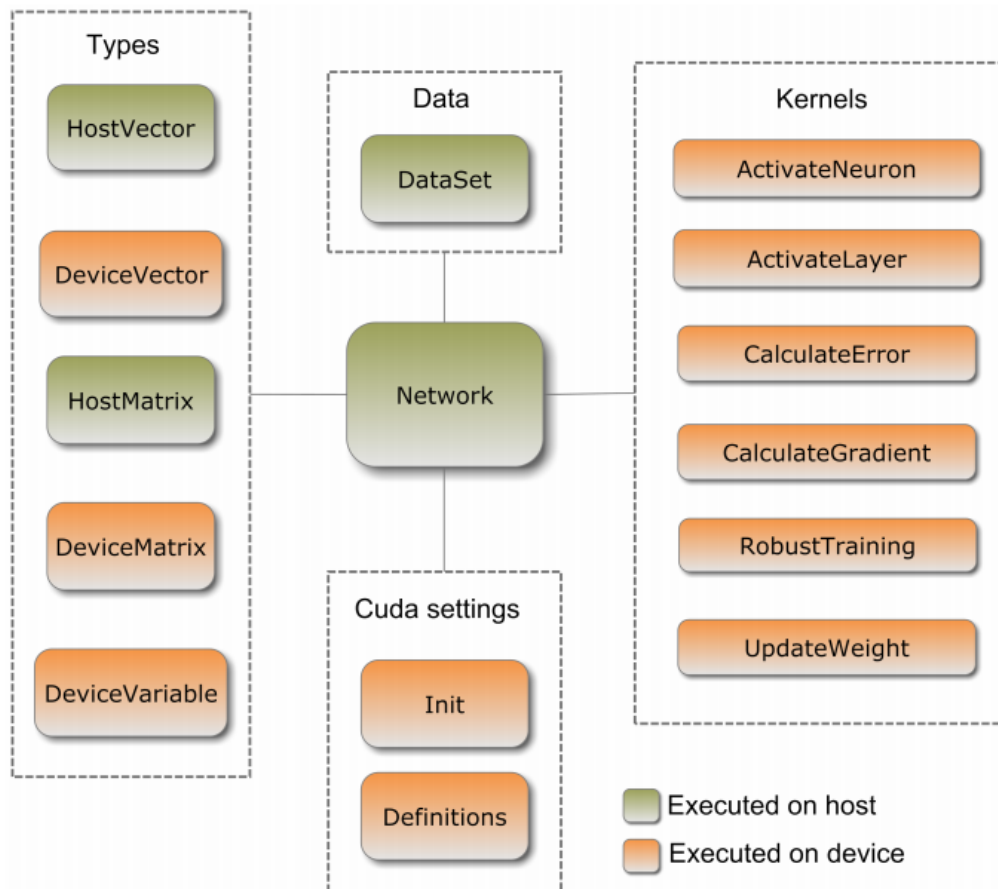 Types
HostVector
DeviceVector
HostMatrix
DeviceMatrix
DeviceVariable
Data
DataSet
Network
Cuda settings
Init
Definitions
Kernels
ActivateNeuron
ActivateLayer
CalculateError
CalculateGradient
RobustTraining
UpdateWeight
Executed on host
Executed on device